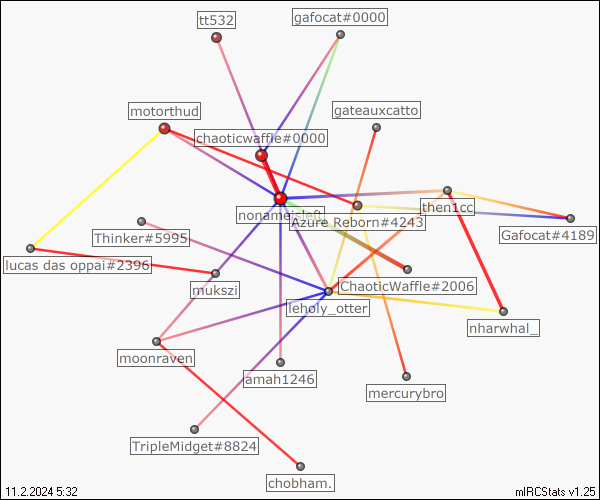 gafocat#0000
tt532
gateauxcatto
motorthud
chaoticwaffle#0000
then1cc
nonameisleft
Azure Reborn#4243
Gafocat#4189
Thinker#5995
lucas das oppai#2396
mukszi
ChaoticWaffle#2006
leholy_otter
nharwhal_
moonraven
amah1246
mercurybro
TripleMidget#8824
chobham.
11.2.2024 5:32
mIRCStats v1.25